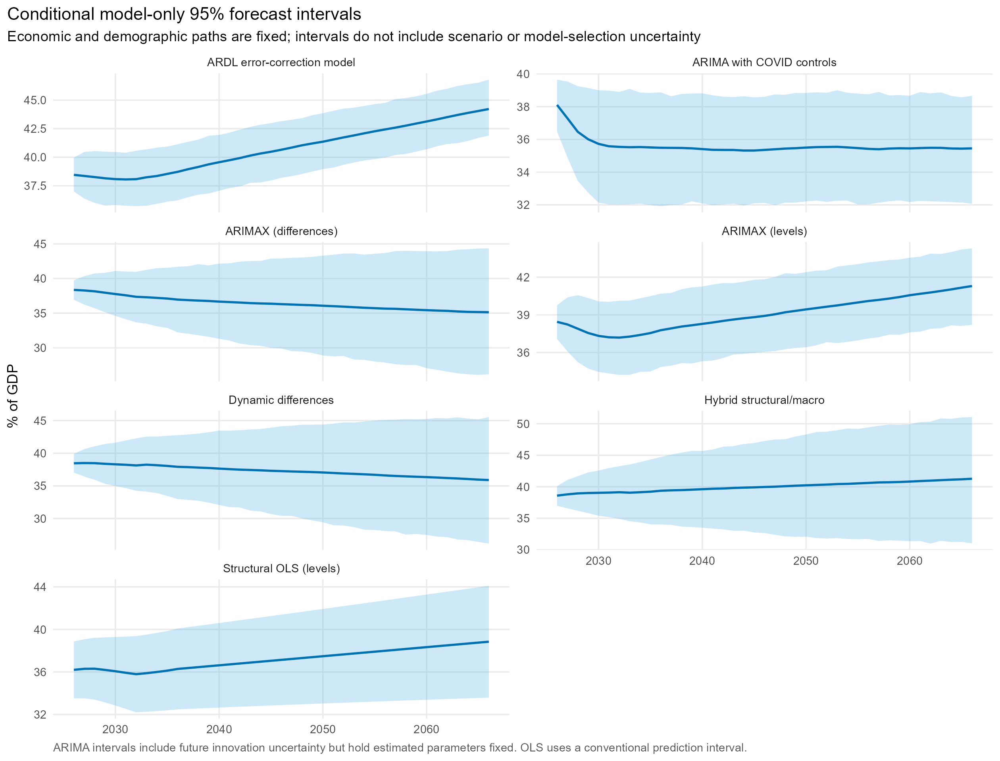 Conditional model-only 95% forecast intervals
Economic and demographic paths are fixed; intervals do not include scenario or model-selection uncertainty
% of GDP
ARDL error-correction model
45.0
42.5
40.0
37.5
ARIMA with COVID controls
40
38
36
34
32
ARIMAX (differences)
45
40
35
30
ARIMAX (levels)
42
39
36
Dynamic differences
45
40
35
30
Hybrid structural/macro
50
45
40
35
30
2030 2040 2050 2060
Structural OLS (levels)
44
40
36
32
2030 2040 2050 2060
ARIMA intervals include future innovation uncertainty but hold estimated parameters fixed. OLS uses a conventional prediction interval.